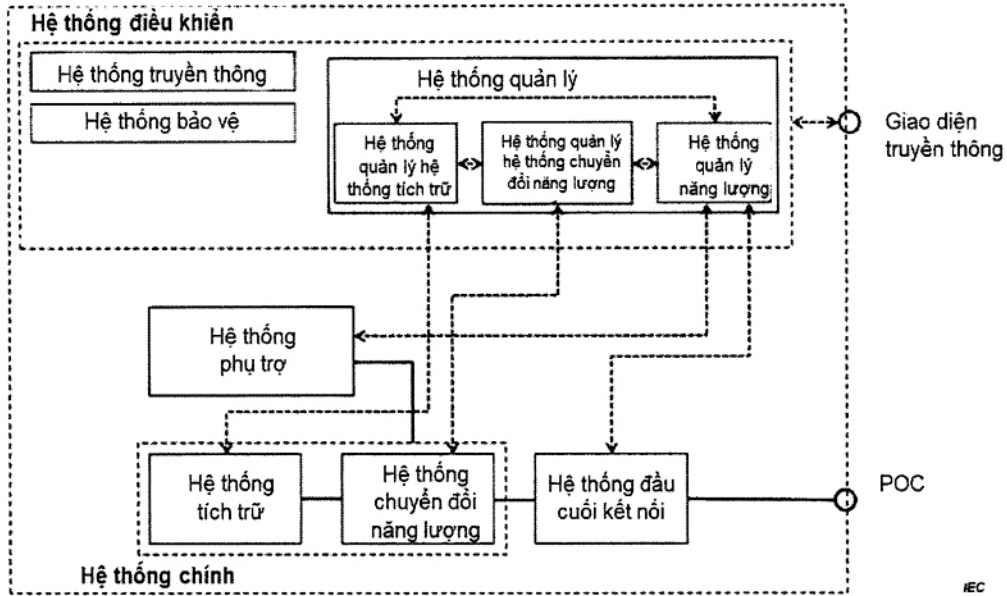 Hệ thống điều khiển
Hệ thống truyền thông
Hệ thống bảo vệ
Hệ thống quản lý
Hệ thống
quản lý hệ
thống tích trữ
Hệ thống quản lý
hệ thống chuyển
đổi năng lượng
Hệ thống
quản lý
năng lượng
Giao diện
truyền thông
Hệ thống
phụ trợ
Hệ thống
tích trữ
Hệ thống
chuyển đổi
năng lượng
Hệ thống đầu
cuối kết nối
POC
Hệ thống chính
IEC